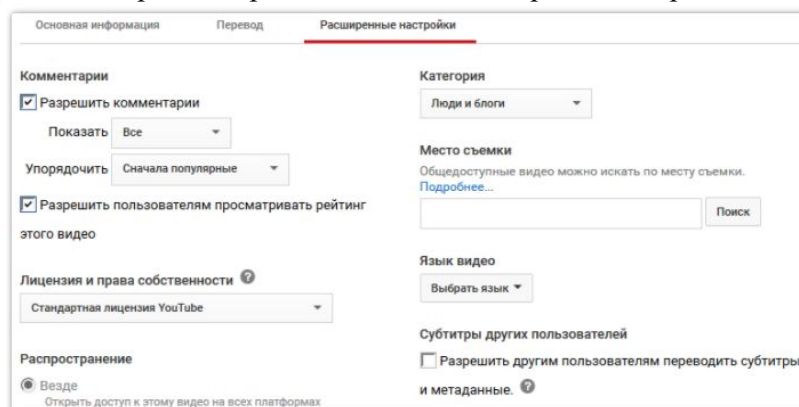 Основная информация
Перевод
Расширенные настройки
Комментарии
Разрешить комментарии
Показать Все
Упорядочить Сначала популярные
Разрешить пользователям просматривать рейтинг
этого видео
Лицензия и права собственности
Стандартная лицензия YouTube
Распространение
Везде
Открыть доступ к этому видео на всех платформах
Категория
Люди и блоги
Место съемки
Общедоступные видео можно искать по месту съемки.
Подробнее...
Поиск
Язык видео
Выбрать язык
Субтитры других пользователей
Разрешить другим пользователям переводить субтитры
и метаданные.